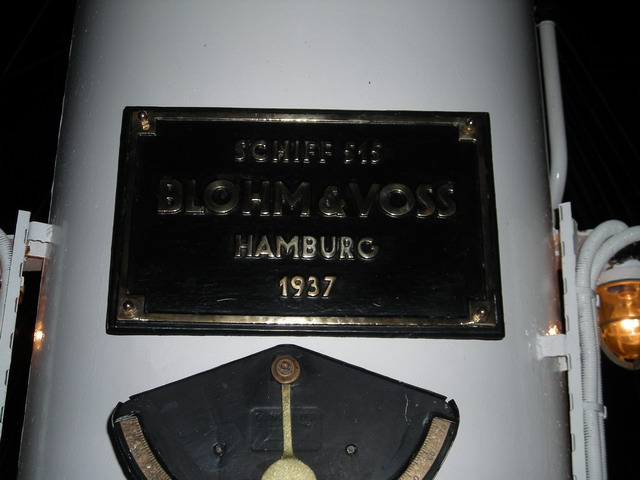 SCHIFF 515
BLOHM & VOSS
HAMBURG
1937